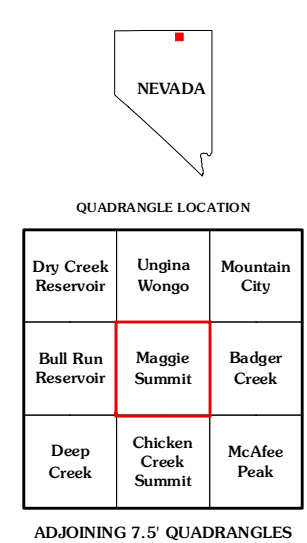 NEVADA
QUADRANGLE LOCATION
Dry Creek
Reservoir
Ungina
Wongo
Mountain
City
Bull Run
Reservoir
Maggie
Summit
Badger
Creek
Deep
Creek
Chicken
Creek
Summit
McAfee
Peak
ADJOINING 7.5' QUADRANGLES